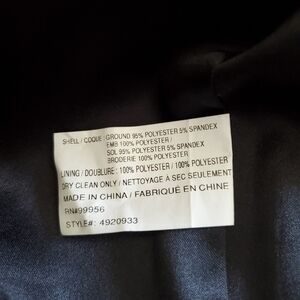 SHELL / COQUE: GROUND 95% POLYESTER 5% SPANDEX
EMB 100% POLYESTER /
SOL 95% POLYESTER 5% SPANDEX
BRODERIE 100% POLYESTER
LINING / DOUBLURE: 100% POLYESTER / 100% POLYESTER
DRY CLEAN ONLY / NETTOYAGE A SEC SEULEMENT
MADE IN CHINA / FABRIQUÉ EN CHINE
RN#99956
STYLE#: 4920933